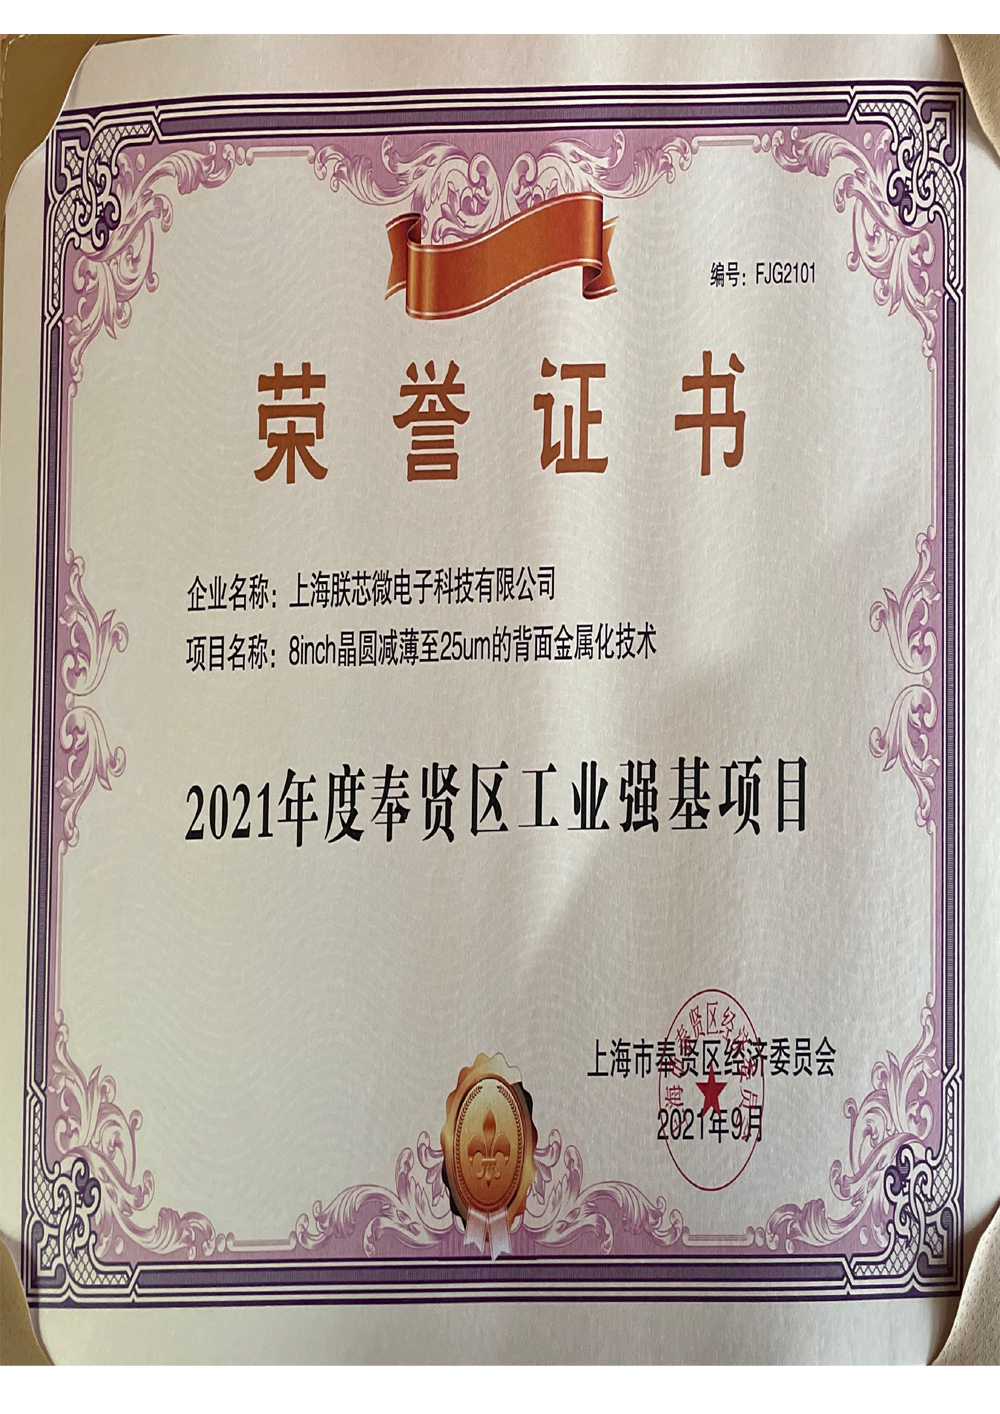 编号：FJG2101
荣誉证书
企业名称：上海朕芯微电子科技有限公司
项目名称：8inch晶圆减薄至25um的背面金属化技术
2021年度奉贤区工业强基项目
上海市奉贤区经济委员会
2021年9月